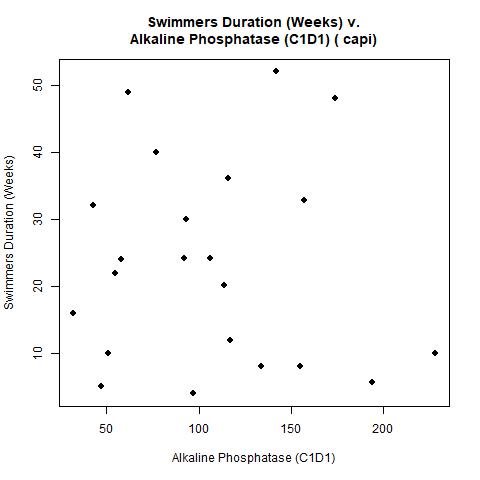 Swimmers Duration (Weeks) v.
Alkaline Phosphatase (C1D1) ( capi)
Swimmers Duration (Weeks)
50
40
30
20
10
50
100
150
200
Alkaline Phosphatase (C1D1)